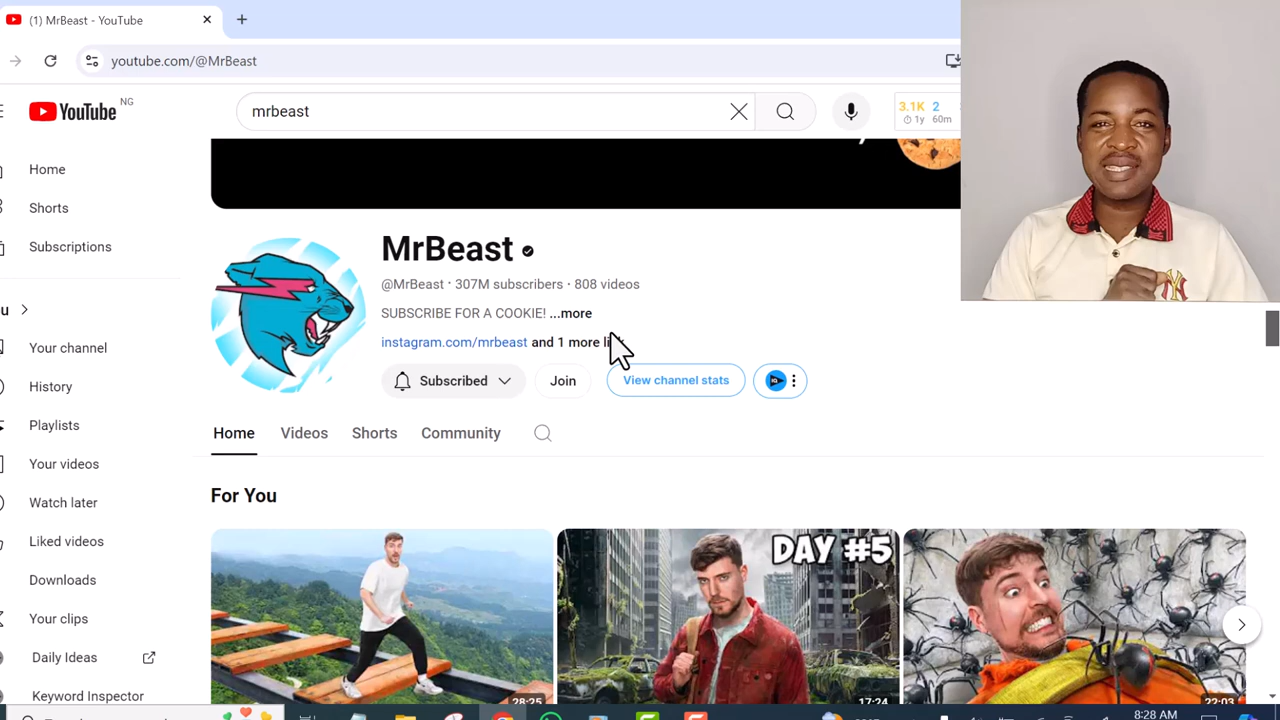 (1) MrBeast - YouTube
youtube.com/@MrBeast
YouTube NG
mrbeast
3.1K 2
1y 60m
Home
Shorts
Subscriptions
Your channel
History
Playlists
Your videos
Watch later
Liked videos
Downloads
Your clips
Daily Ideas
Keyword Inspector
MrBeast
@MrBeast · 307M subscribers · 808 videos
SUBSCRIBE FOR A COOKIE! ...more
instagram.com/mrbeast and 1 more
Subscribed
Join
View channel stats
IQ
Home
Videos
Shorts
Community
For You
28:25
DAY #5
17:24
22:03
8:28 AM